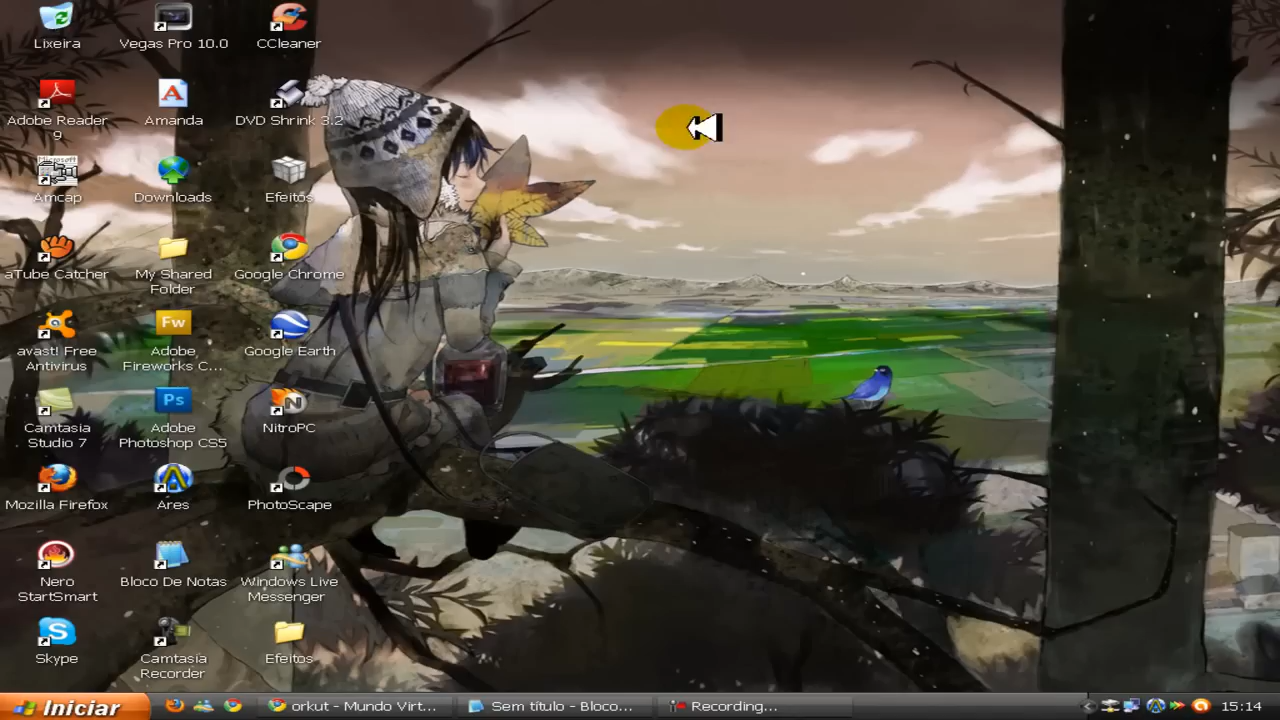 Lixeira
Vegas Pro 10.0
CCleaner
Adobe Reader
9
Amanda
DVD Shrink 3.2
Microsoft
Amcap
Downloads
Efeitos
aTube Catcher
My Shared
Folder
Google Chrome
avast! Free
Antivirus
Fw
Adobe
Fireworks C...
Google Earth
Camtasia
Studio 7
Ps
Adobe
Photoshop CS5
NitroPC
Mozilla Firefox
Ares
PhotoScape
Nero
StartSmart
Bloco De Notas
Windows Live
Messenger
Skype
Camtasia
Recorder
Efeitos
Iniciar
orkut - Mundo Virt...
Sem título - Bloco...
Recording...
15:14